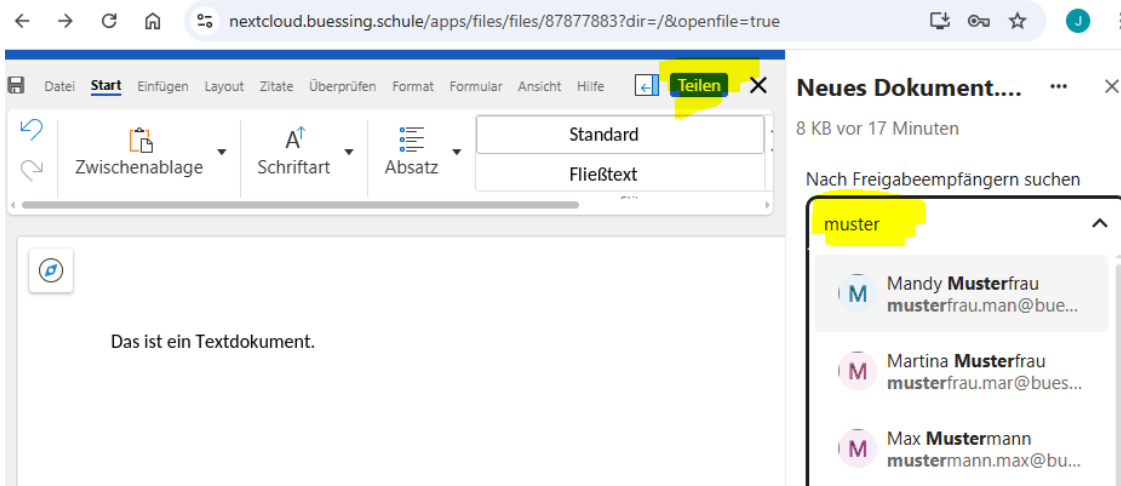 nextcloud.buessing.schule/apps/files/files/87877883?dir=/&openfile=true
J
Datei Start Einfügen Layout Zitate Überprüfen Format Formular Ansicht Hilfe Teilen
Zwischenablage
Schriftart
Absatz
Standard
Fließtext
Das ist ein Textdokument.
Neues Dokument....
8 KB vor 17 Minuten
Nach Freigabeempfängern suchen
muster
M
Mandy Musterfrau
musterfrau.man@bue...
M
Martina Musterfrau
musterfrau.mar@bues...
M
Max Mustermann
mustermann.max@bu...